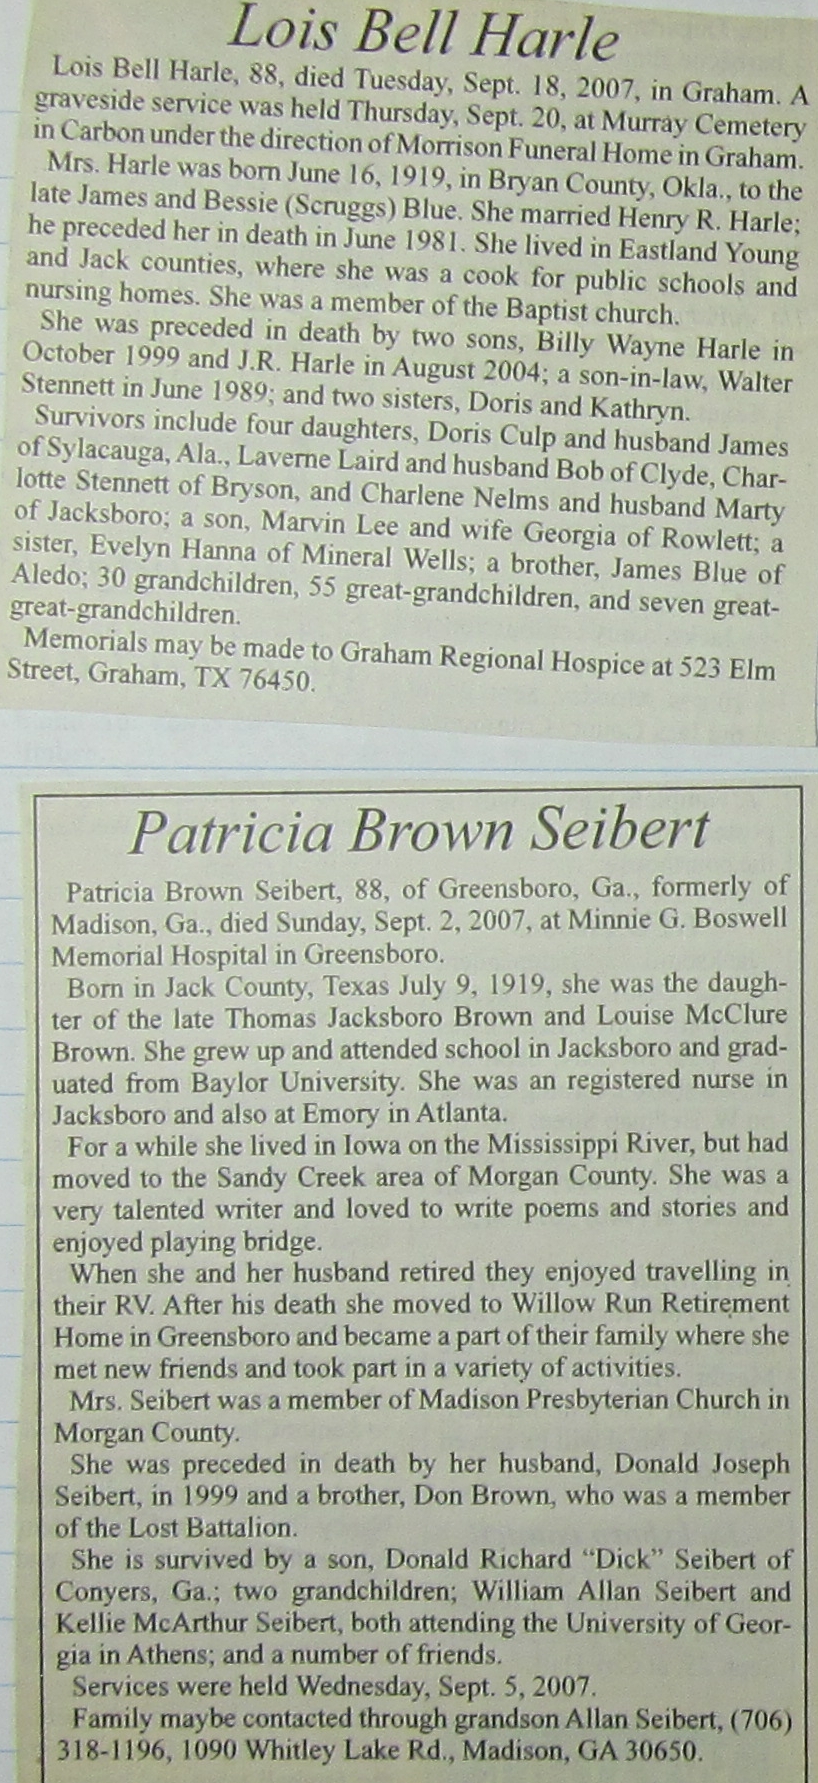 Lois Bell Harle
Lois Bell Harle, 88, died Tuesday, Sept. 18, 2007, in Graham. A
graveside service was held Thursday, Sept. 20, at Murray Cemetery
in Carbon under the direction of Morrison Funeral Home in Graham.
Mrs. Harle was born June 16, 1919, in Bryan County, Okla., to the
late James and Bessie (Scruggs) Blue. She married Henry R. Harle;
he preceded her in death in June 1981. She lived in Eastland Young
and Jack counties, where she was a cook for public schools and
nursing homes. She was a member of the Baptist church.
She was preceded in death by two sons, Billy Wayne Harle in
October 1999 and J.R. Harle in August 2004; a son-in-law, Walter
Stennett in June 1989; and two sisters, Doris and Kathryn.
Survivors include four daughters, Doris Culp and husband James
of Sylacauga, Ala., Laverne Laird and husband Bob of Clyde, Char-
lotte Stennett of Bryson, and Charlene Nelms and husband Marty
of Jacksboro; a son, Marvin Lee and wife Georgia of Rowlett; a
sister, Evelyn Hanna of Mineral Wells; a brother, James Blue of
Aledo; 30 grandchildren, 55 great-grandchildren, and seven great-
great-grandchildren.
Memorials may be made to Graham Regional Hospice at 523 Elm
Street, Graham, TX 76450.
Patricia Brown Seibert
Patricia Brown Seibert, 88, of Greensboro, Ga., formerly of
Madison, Ga., died Sunday, Sept. 2, 2007, at Minnie G. Boswell
Memorial Hospital in Greensboro.
Born in Jack County, Texas July 9, 1919, she was the daugh-
ter of the late Thomas Jacksboro Brown and Louise McClure
Brown. She grew up and attended school in Jacksboro and grad-
uated from Baylor University. She was an registered nurse in
Jacksboro and also at Emory in Atlanta.
For a while she lived in Iowa on the Mississippi River, but had
moved to the Sandy Creek area of Morgan County. She was a
very talented writer and loved to write poems and stories and
enjoyed playing bridge.
When she and her husband retired they enjoyed travelling in
their RV. After his death she moved to Willow Run Retirement
Home in Greensboro and became a part of their family where she
met new friends and took part in a variety of activities.
Mrs. Seibert was a member of Madison Presbyterian Church in
Morgan County.
She was preceded in death by her husband, Donald Joseph
Seibert, in 1999 and a brother, Don Brown, who was a member
of the Lost Battalion.
She is survived by a son, Donald Richard “Dick” Seibert of
Conyers, Ga.; two grandchildren; William Allan Seibert and
Kellie McArthur Seibert, both attending the University of Geor-
gia in Athens; and a number of friends.
Services were held Wednesday, Sept. 5, 2007.
Family maybe contacted through grandson Allan Seibert, (706)
318-1196, 1090 Whitley Lake Rd., Madison, GA 30650.